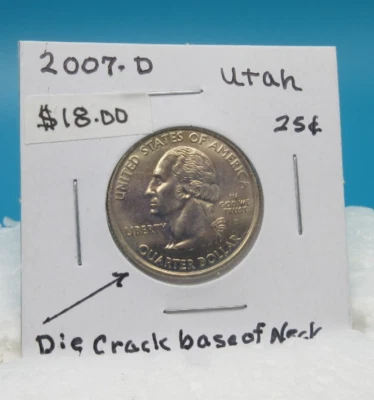 2007-D
Utah
$18.00
25¢
UNITED STATES OF AMERICA
LIBERTY
IN
GOD WE
TRUST
QUARTER DOLLAR
Die Crack base of Neck